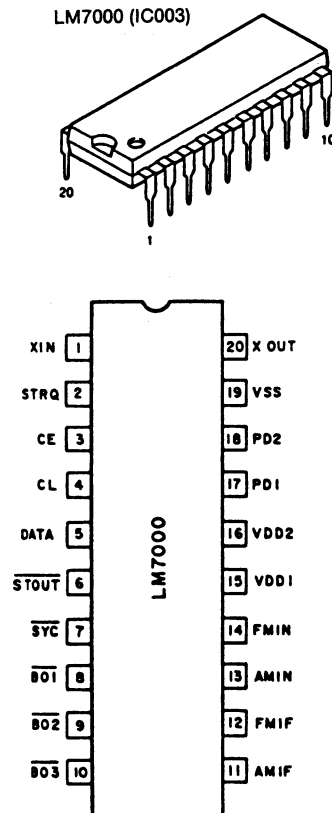 LM7000 (IC003)
20
10
1
XIN 1
20 X OUT
STRQ 2
19 VSS
CE 3
18 PD2
CL 4
17 PD1
DATA 5
16 VDD2
STOUT 6
15 VDD1
SYC 7
14 FMIN
BO1 8
13 AMIN
BO2 9
12 FMIF
BO3 10
11 AMIF
LM7000